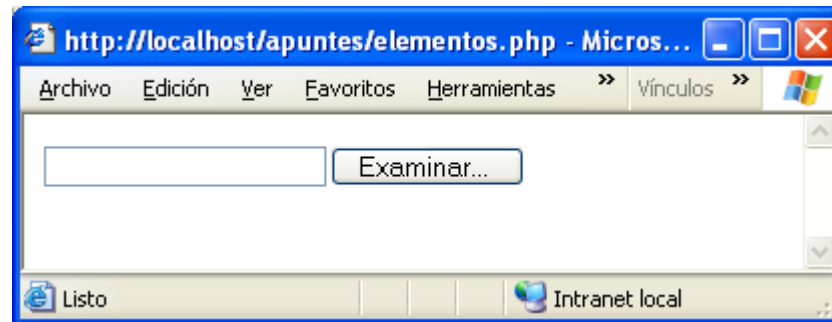 http://localhost/apuntes/elementos.php - Micros...
Archivo Edición Ver Favoritos Herramientas » Vínculos »
Examinar...
Listo Intranet local